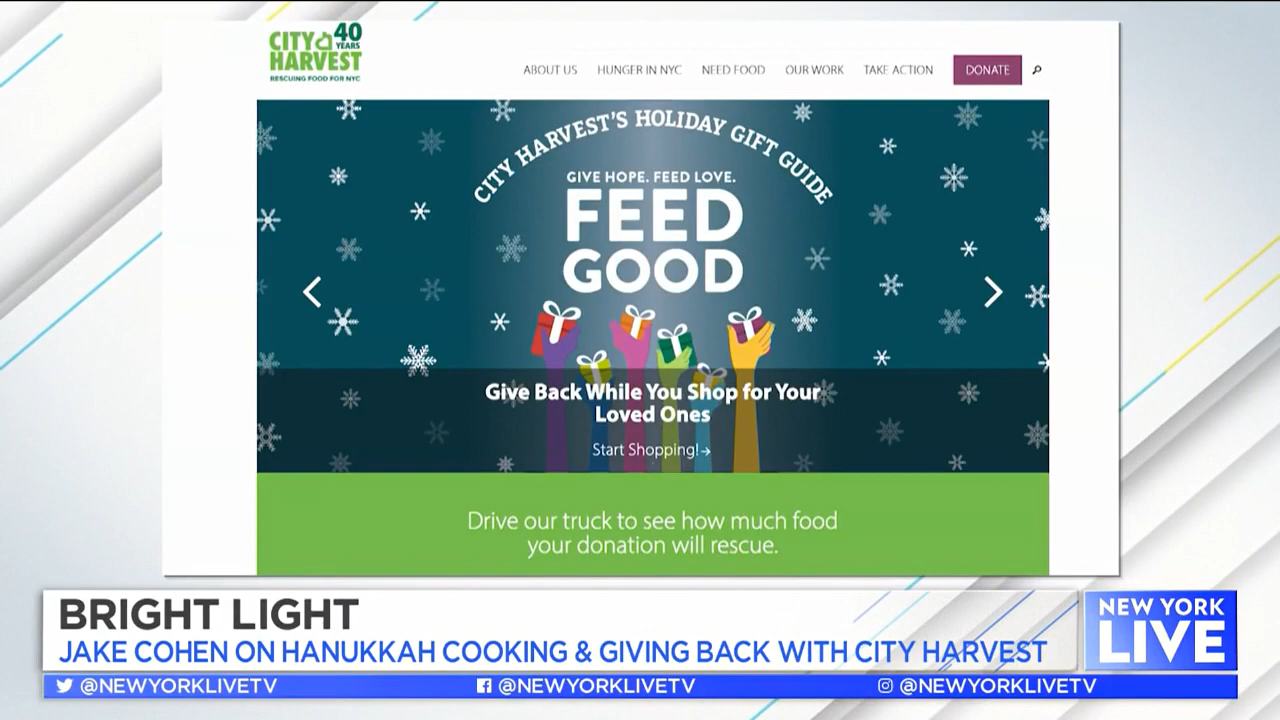 CITY HARVEST
40 YEARS
RESCUING FOOD FOR NYC
ABOUT US HUNGER IN NYC NEED FOOD OUR WORK TAKE ACTION DONATE
CITY HARVEST'S HOLIDAY GIFT GUIDE
GIVE HOPE. FEED LOVE.
FEED
GOOD
Give Back While You Shop for Your
Loved Ones
Start Shopping!→
Drive our truck to see how much food
your donation will rescue.
BRIGHT LIGHT
JAKE COHEN ON HANUKKAH COOKING & GIVING BACK WITH CITY HARVEST
NEW YORK
LIVE
@NEWYORKLIVETV @NEWYORKLIVETV @NEWYORKLIVETV